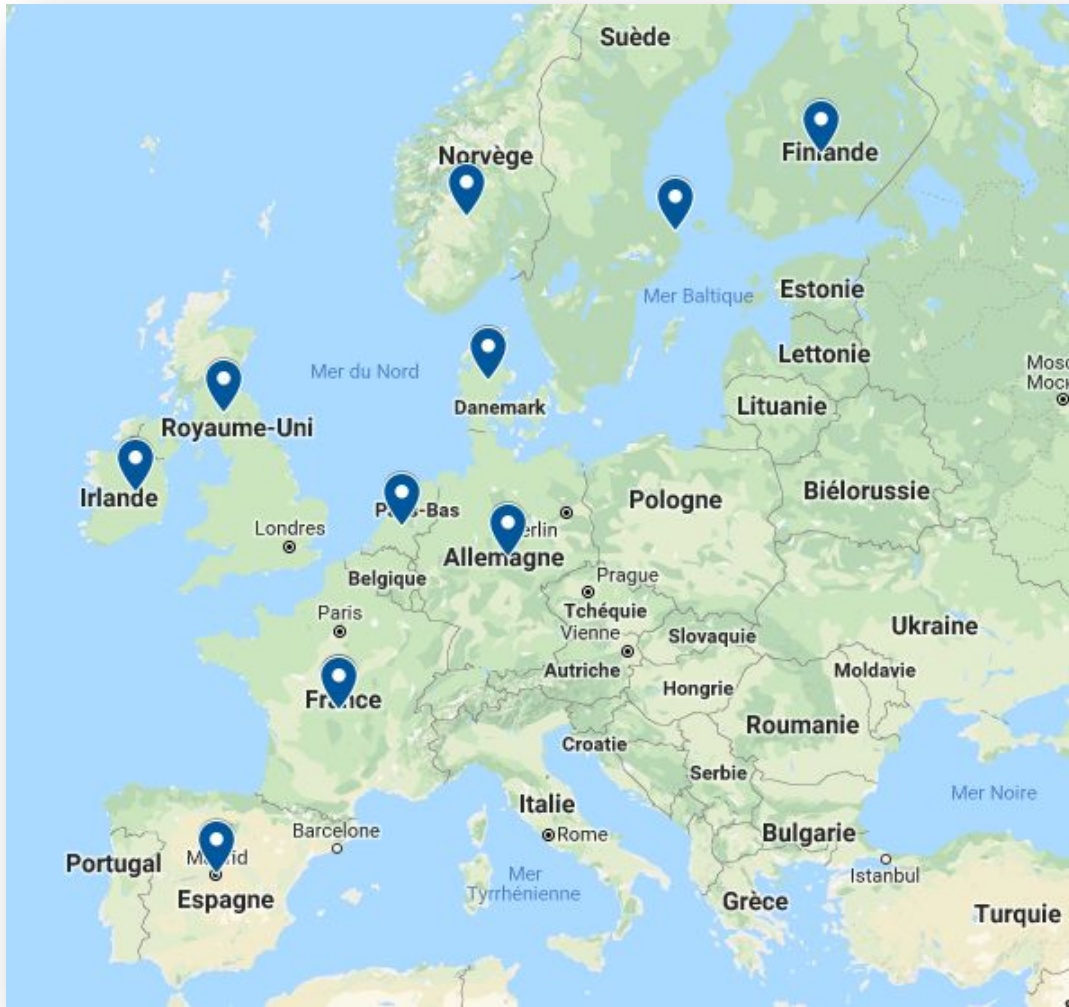 Suède
Norvège
Finlande
Mer Baltique
Estonie
Lettonie
Mer du Nord
Danemark
Lituanie
Royaume-Uni
Irlande
Pays-Bas
Pologne
Biélorussie
Londres
Berlin
Allemagne
Belgique
Prague
Tchéquie
Paris
Vienne
Slovaquie
Ukraine
Autriche
Moldavie
Hongrie
France
Roumanie
Croatie
Serbie
Mer Noire
Italie
Barcelone
Rome
Bulgarie
Madrid
Portugal
Istanbul
Mer
Tyrrhénienne
Espagne
Grèce
Turquie